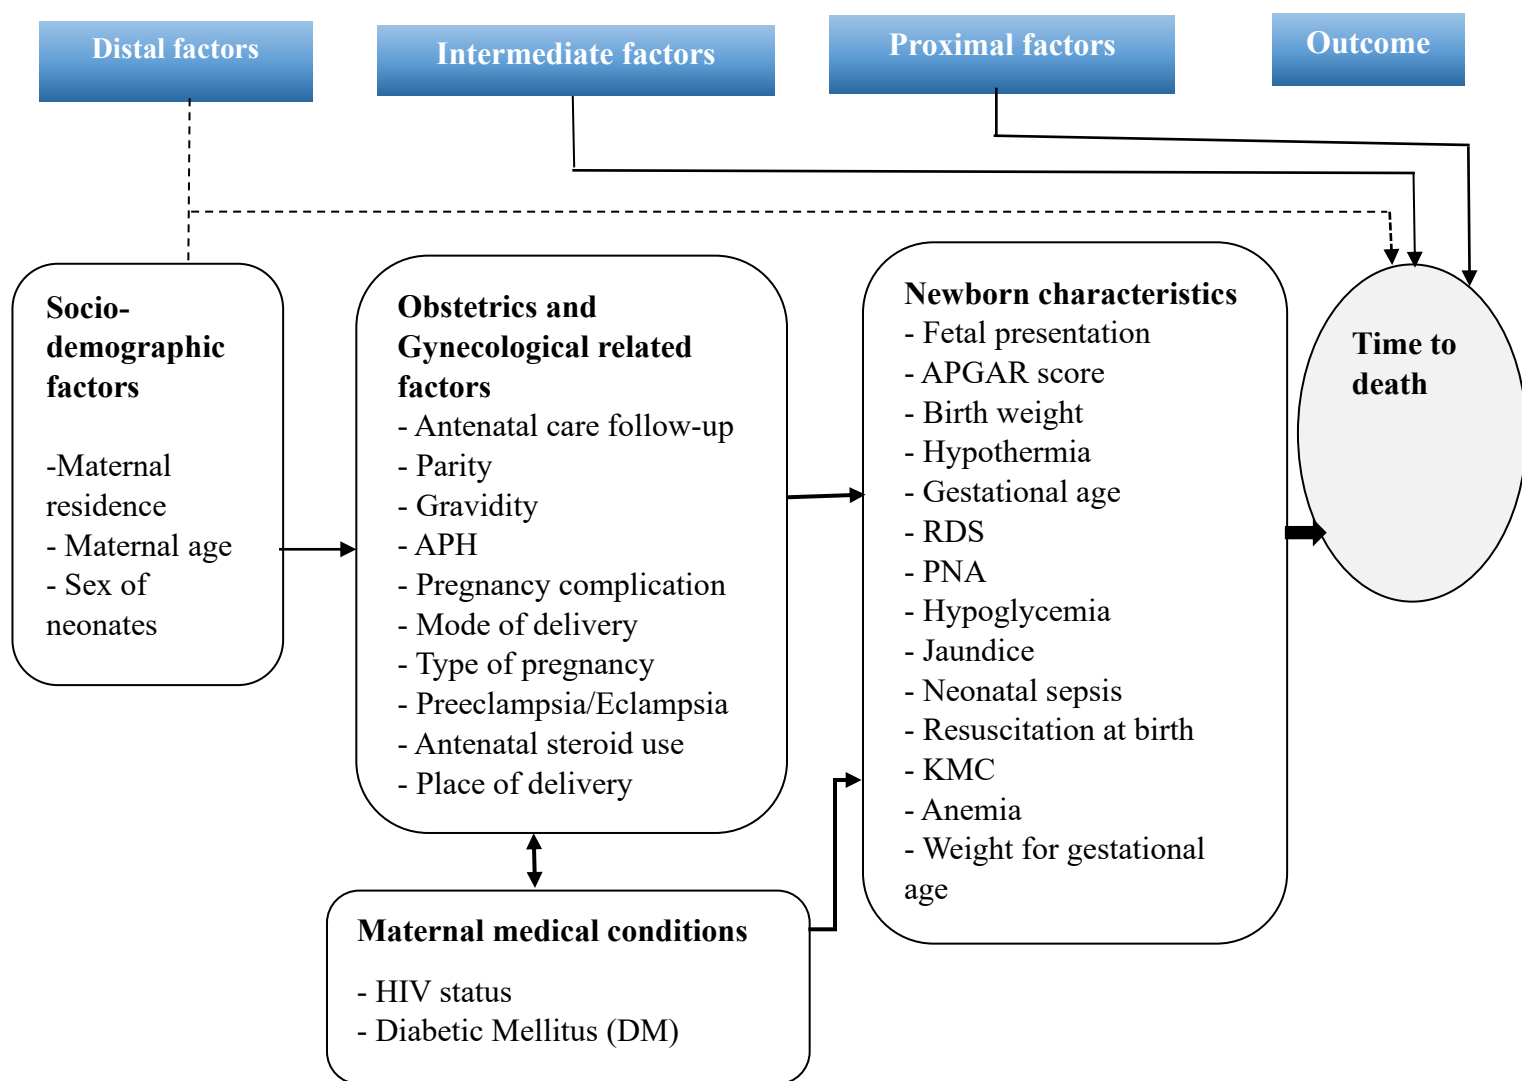 Distal factors
Intermediate factors
Proximal factors
Outcome
Socio-
demographic
factors
-Maternal
residence
- Maternal age
- Sex of
neonates
Obstetrics and
Gynecological related
factors
- Antenatal care follow-up
- Parity
- Gravidity
- APH
- Pregnancy complication
- Mode of delivery
- Type of pregnancy
- Preeclampsia/Eclampsia
- Antenatal steroid use
- Place of delivery
Maternal medical conditions
- HIV status
- Diabetic Mellitus (DM)
Newborn characteristics
- Fetal presentation
- APGAR score
- Birth weight
- Hypothermia
- Gestational age
- RDS
- PNA
- Hypoglycemia
- Jaundice
- Neonatal sepsis
- Resuscitation at birth
- KMC
- Anemia
- Weight for gestational
age
Time to
death